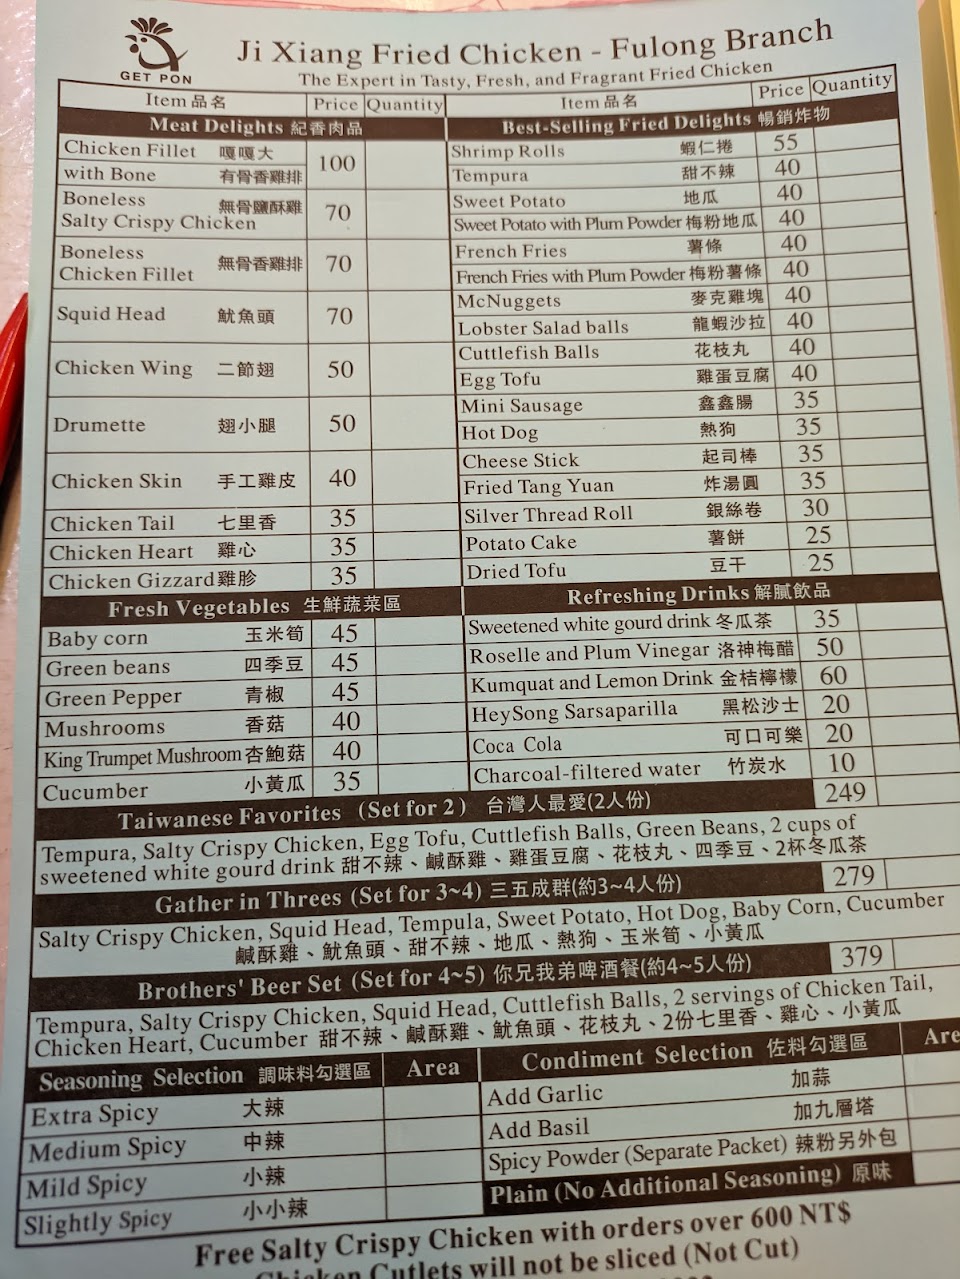 GET PON
Ji Xiang Fried Chicken - Fulong Branch
The Expert in Tasty, Fresh, and Fragrant Fried Chicken
Item品名 Price Quantity
Meat Delights 紀香肉品
Chicken Fillet 嘎嘎大
with Bone 有骨香雞排 100
Boneless
Salty Crispy Chicken 無骨鹽酥雞 70
Boneless
Chicken Fillet 無骨香雞排 70
Squid Head 魷魚頭 70
Chicken Wing 二節翅 50
Drumette 翅小腿 50
Chicken Skin 手工雞皮 40
Chicken Tail 七里香 35
Chicken Heart 雞心 35
Chicken Gizzard 雞胗 35
Fresh Vegetables 生鮮蔬菜區
Baby corn 玉米筍 45
Green beans 四季豆 45
Green Pepper 青椒 45
Mushrooms 香菇 40
King Trumpet Mushroom 杏鮑菇 40
Cucumber 小黃瓜 35
Item品名 Price Quantity
Best-Selling Fried Delights 暢銷炸物
Shrimp Rolls 蝦仁捲 55
Tempura 甜不辣 40
Sweet Potato 地瓜 40
Sweet Potato with Plum Powder 梅粉地瓜 40
French Fries 薯條 40
French Fries with Plum Powder 梅粉薯條 40
McNuggets 麥克雞塊 40
Lobster Salad balls 龍蝦沙拉 40
Cuttlefish Balls 花枝丸 40
Egg Tofu 雞蛋豆腐 40
Mini Sausage 鑫鑫腸 35
Hot Dog 熱狗 35
Cheese Stick 起司棒 35
Fried Tang Yuan 炸湯圓 35
Silver Thread Roll 銀絲卷 30
Potato Cake 薯餅 25
Dried Tofu 豆干 25
Refreshing Drinks 解膩飲品
Sweetened white gourd drink 冬瓜茶 35
Roselle and Plum Vinegar 洛神梅醋 50
Kumquat and Lemon Drink 金桔檸檬 60
HeySong Sarsaparilla 黑松沙士 20
Coca Cola 可口可樂 20
Charcoal-filtered water 竹炭水 10
Taiwanese Favorites (Set for 2) 台灣人最愛(2人份) 249
Tempura, Salty Crispy Chicken, Egg Tofu, Cuttlefish Balls, Green Beans, 2 cups of
sweetened white gourd drink 甜不辣、鹹酥雞、雞蛋豆腐、花枝丸、四季豆、2杯冬瓜茶
Gather in Threes (Set for 3~4) 三五成群(約3~4人份) 279
Salty Crispy Chicken, Squid Head, Tempula, Sweet Potato, Hot Dog, Baby Corn, Cucumber
鹹酥雞、魷魚頭、甜不辣、地瓜、熱狗、玉米筍、小黃瓜
Brothers' Beer Set (Set for 4~5) 你兄我弟啤酒餐(約4~5人份) 379
Tempura, Salty Crispy Chicken, Squid Head, Cuttlefish Balls, 2 servings of Chicken Tail,
Chicken Heart, Cucumber 甜不辣、鹹酥雞、魷魚頭、花枝丸、2份七里香、雞心、小黃瓜
Seasoning Selection 調味料勾選區 Area
Extra Spicy 大辣
Medium Spicy 中辣
Mild Spicy 小辣
Slightly Spicy 小小辣
Condiment Selection 佐料勾選區 Are
Add Garlic 加蒜
Add Basil 加九層塔
Spicy Powder (Separate Packet) 辣粉另外包
Plain (No Additional Seasoning) 原味
Free Salty Crispy Chicken with orders over 600 NT$
Chicken Cutlets will not be sliced (Not Cut)